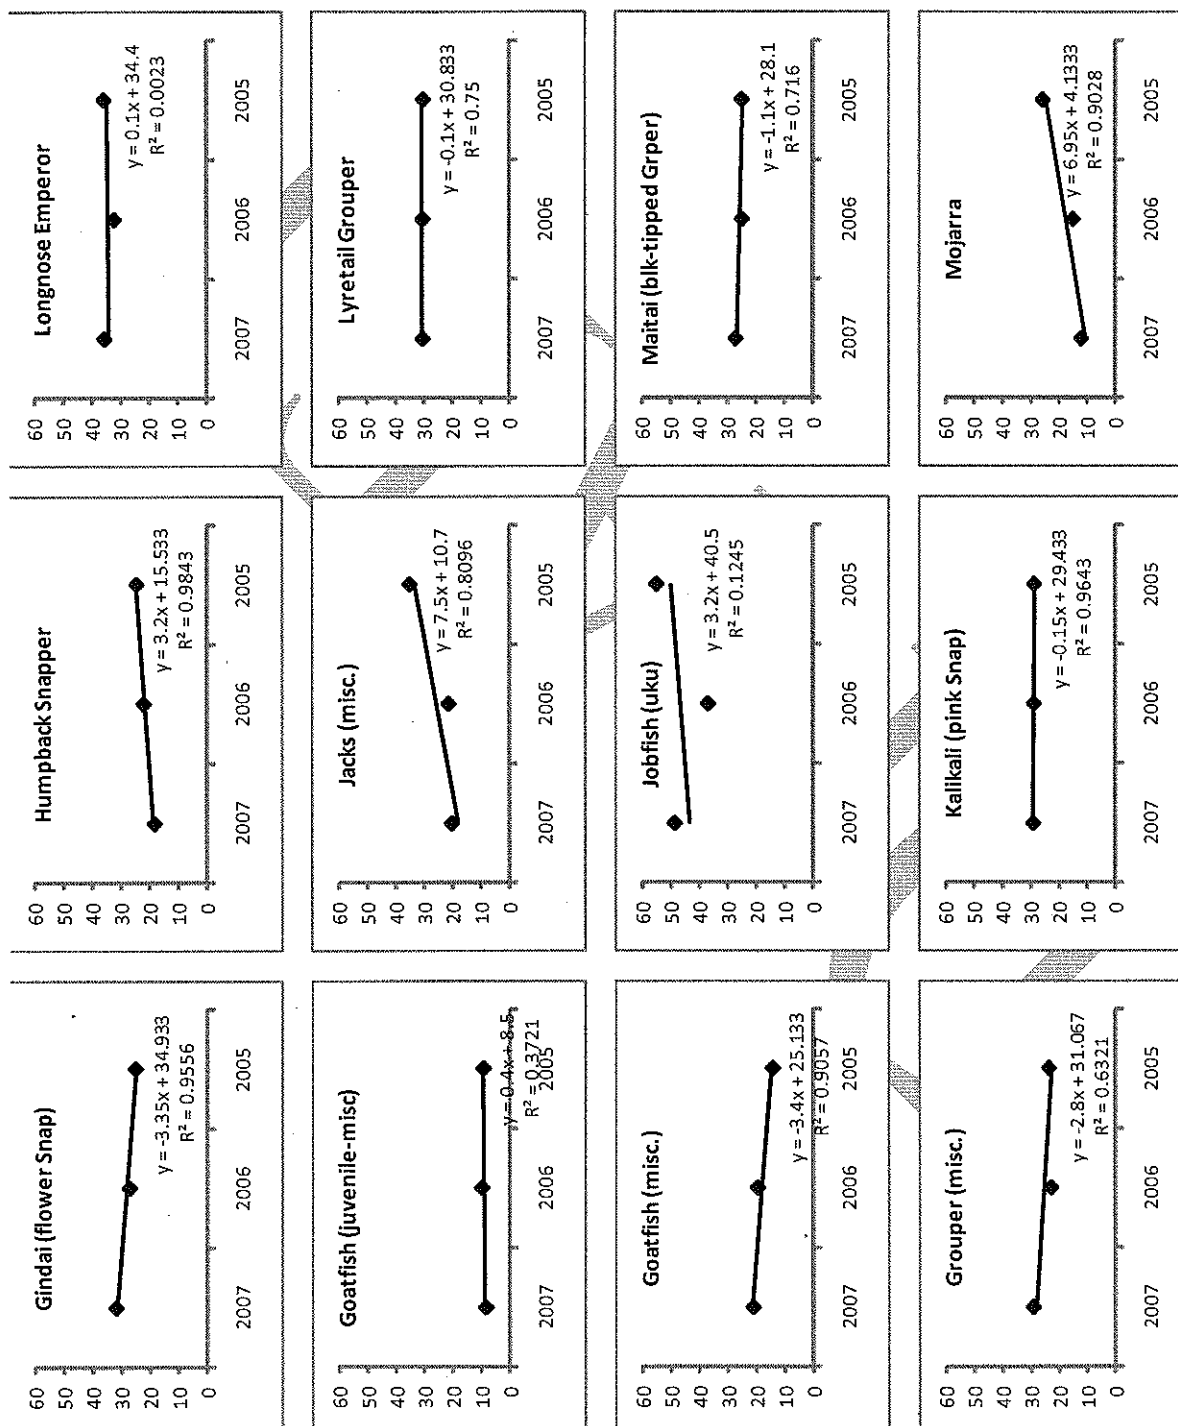 Gindai (flower Snap)
60
50
40
30
20
10
0
y = -3.35x + 34.933
R² = 0.9556
2007 2006 2005
Humpback Snapper
60
50
40
30
20
10
0
y = 3.2x + 15.533
R² = 0.9843
2007 2006 2005
Longnose Emperor
60
50
40
30
20
10
0
y = 0.1x + 34.4
R² = 0.0023
2007 2006 2005
Goatfish (juvenile-misc)
60
50
40
30
20
10
0
y = 0.4x + 8.5
R² = 0.3721
2007 2006 2005
Jacks (misc.)
60
50
40
30
20
10
0
y = 7.5x + 10.7
R² = 0.8096
2007 2006 2005
Lyretail Grouper
60
50
40
30
20
10
0
y = -0.1x + 30.833
R² = 0.75
2007 2006 2005
Goatfish (misc.)
60
50
40
30
20
10
0
y = -3.4x + 25.133
R² = 0.9057
2007 2006 2005
Jobfish (uku)
60
50
40
30
20
10
0
y = 3.2x + 40.5
R² = 0.1245
2007 2006 2005
Maitai (blk-tipped Grper)
60
50
40
30
20
10
0
y = -1.1x + 28.1
R² = 0.716
2007 2006 2005
Grouper (misc.)
60
50
40
30
20
10
0
y = -2.8x + 31.067
R² = 0.6321
2007 2006 2005
Kalikali (pink Snap)
60
50
40
30
20
10
0
y = -0.15x + 29.433
R² = 0.9643
2007 2006 2005
Mojarra
60
50
40
30
20
10
0
y = 6.95x + 4.1333
R² = 0.9028
2007 2006 2005